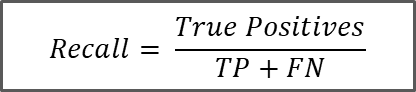 Recall = True Positives / TP + FN